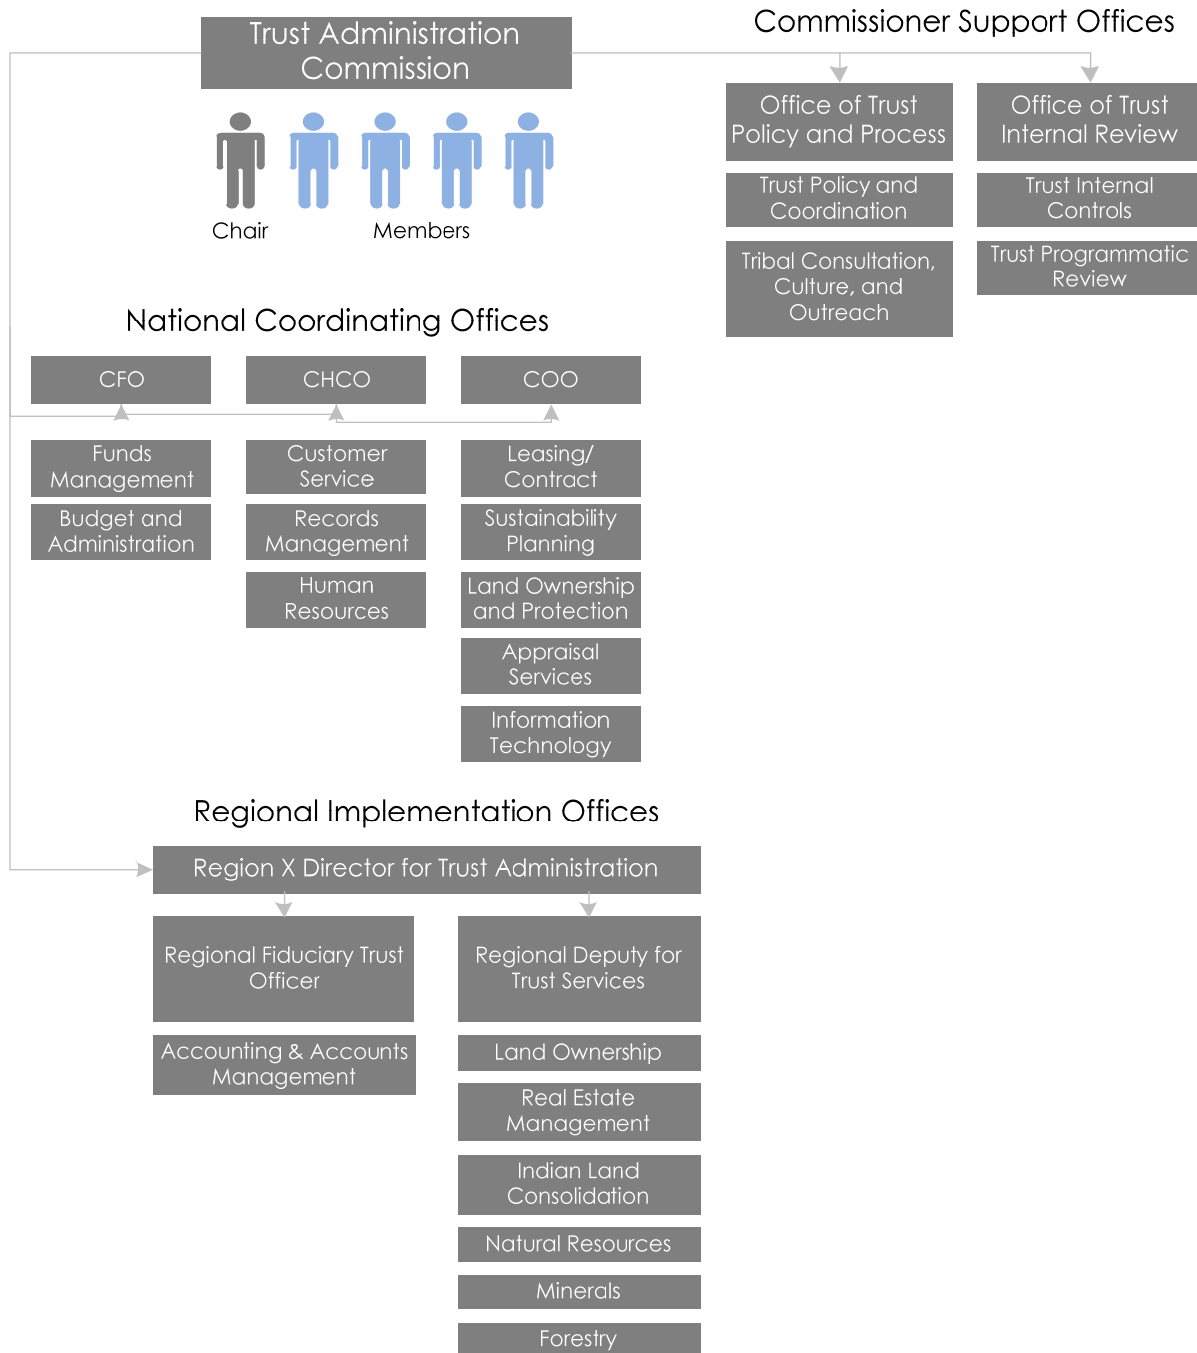 Trust Administration
Commission
Chair
Members
Commissioner Support Offices
Office of Trust
Policy and Process
Trust Policy and
Coordination
Tribal Consultation,
Culture, and
Outreach
Office of Trust
Internal Review
Trust Internal
Controls
Trust Programmatic
Review
National Coordinating Offices
CFO
Funds
Management
Budget and
Administration
CHCO
Customer
Service
Records
Management
Human
Resources
COO
Leasing/
Contract
Sustainability
Planning
Land Ownership
and Protection
Appraisal
Services
Information
Technology
Regional Implementation Offices
Region X Director for Trust Administration
Regional Fiduciary Trust
Officer
Accounting & Accounts
Management
Regional Deputy for
Trust Services
Land Ownership
Real Estate
Management
Indian Land
Consolidation
Natural Resources
Minerals
Forestry